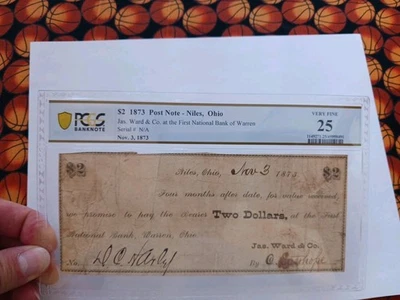 PCGS
BANKNOTE
$2 1873 Post Note - Niles, Ohio
Jas. Ward & Co. at the First National Bank of Warren
Serial # N/A
Nov. 3, 1873
VERY FINE
25
$2 Niles, Ohio, Nov 3 1873 $2
Four months after date, for value received,
we promise to pay the Bearer Two Dollars, at the First
National Bank, Warren, Ohio.
Jas. Ward & Co.
No.
By